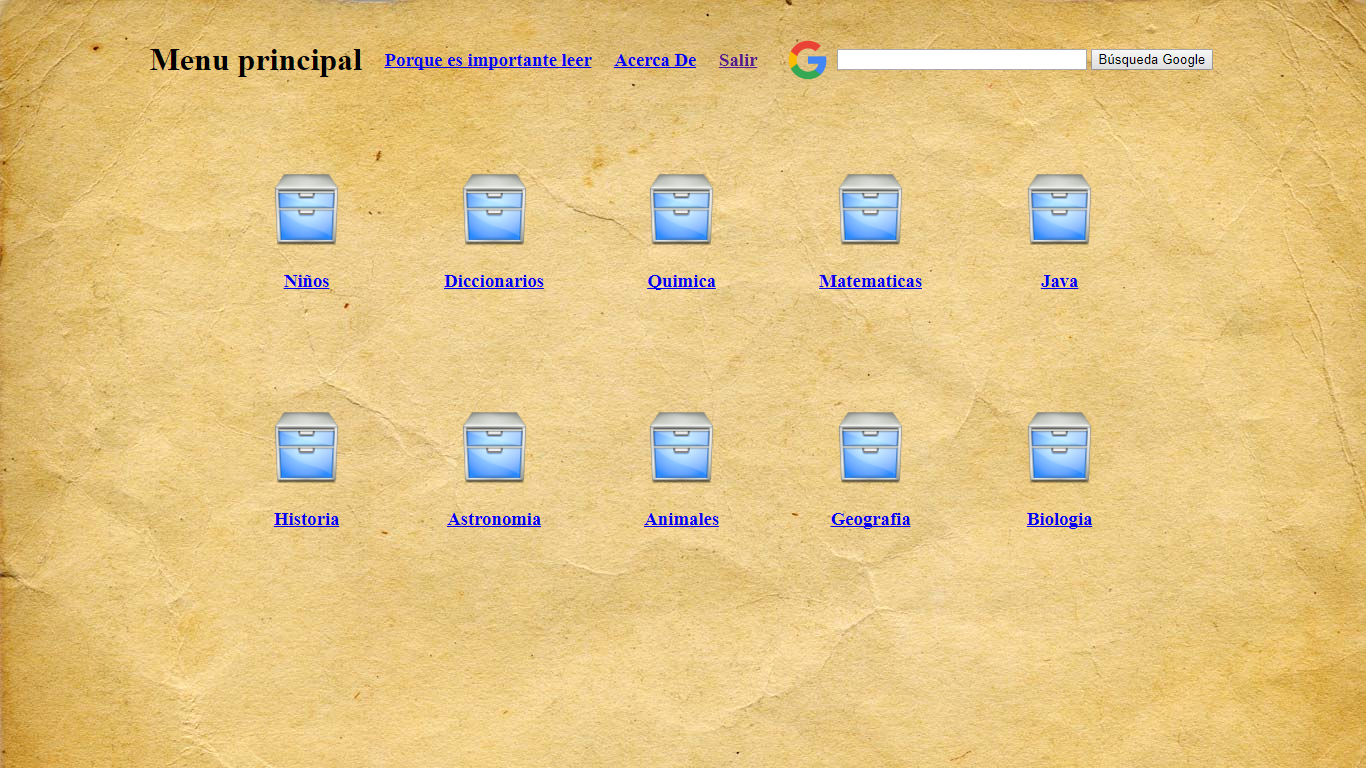 Menu principal Porque es importante leer Acerca De Salir Búsqueda Google
Niños Diccionarios Quimica Matematicas Java
Historia Astronomia Animales Geografia Biologia